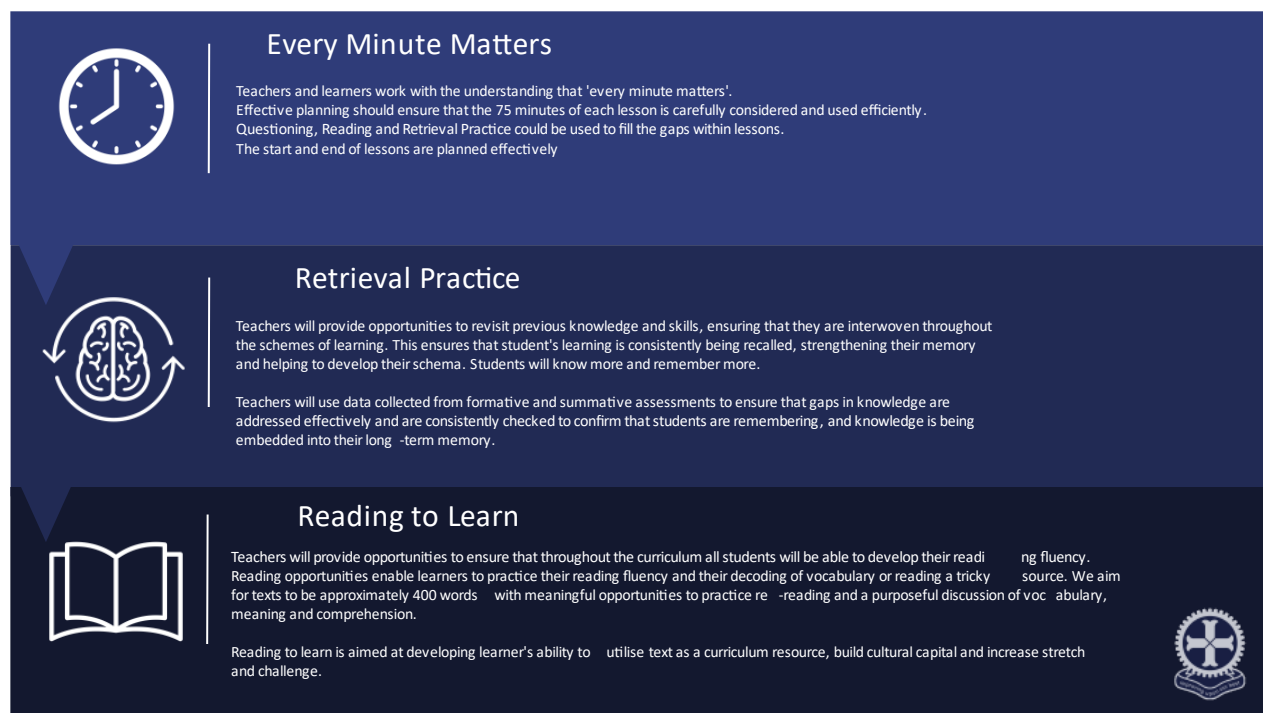 Every Minute Matters
Teachers and learners work with the understanding that 'every minute matters'.
Effective planning should ensure that the 75 minutes of each lesson is carefully considered and used efficiently.
Questioning, Reading and Retrieval Practice could be used to fill the gaps within lessons.
The start and end of lessons are planned effectively
Retrieval Practice
Teachers will provide opportunities to revisit previous knowledge and skills, ensuring that they are interwoven throughout
the schemes of learning. This ensures that student's learning is consistently being recalled, strengthening their memory
and helping to develop their schema. Students will know more and remember more.
Teachers will use data collected from formative and summative assessments to ensure that gaps in knowledge are
addressed effectively and are consistently checked to confirm that students are remembering, and knowledge is being
embedded into their long -term memory.
Reading to Learn
Teachers will provide opportunities to ensure that throughout the curriculum all students will be able to develop their readi ng fluency.
Reading opportunities enable learners to practice their reading fluency and their decoding of vocabulary or reading a tricky source. We aim
for texts to be approximately 400 words with meaningful opportunities to practice re -reading and a purposeful discussion of voc abulary,
meaning and comprehension.
Reading to learn is aimed at developing learner's ability to utilise text as a curriculum resource, build cultural capital and increase stretch
and challenge.